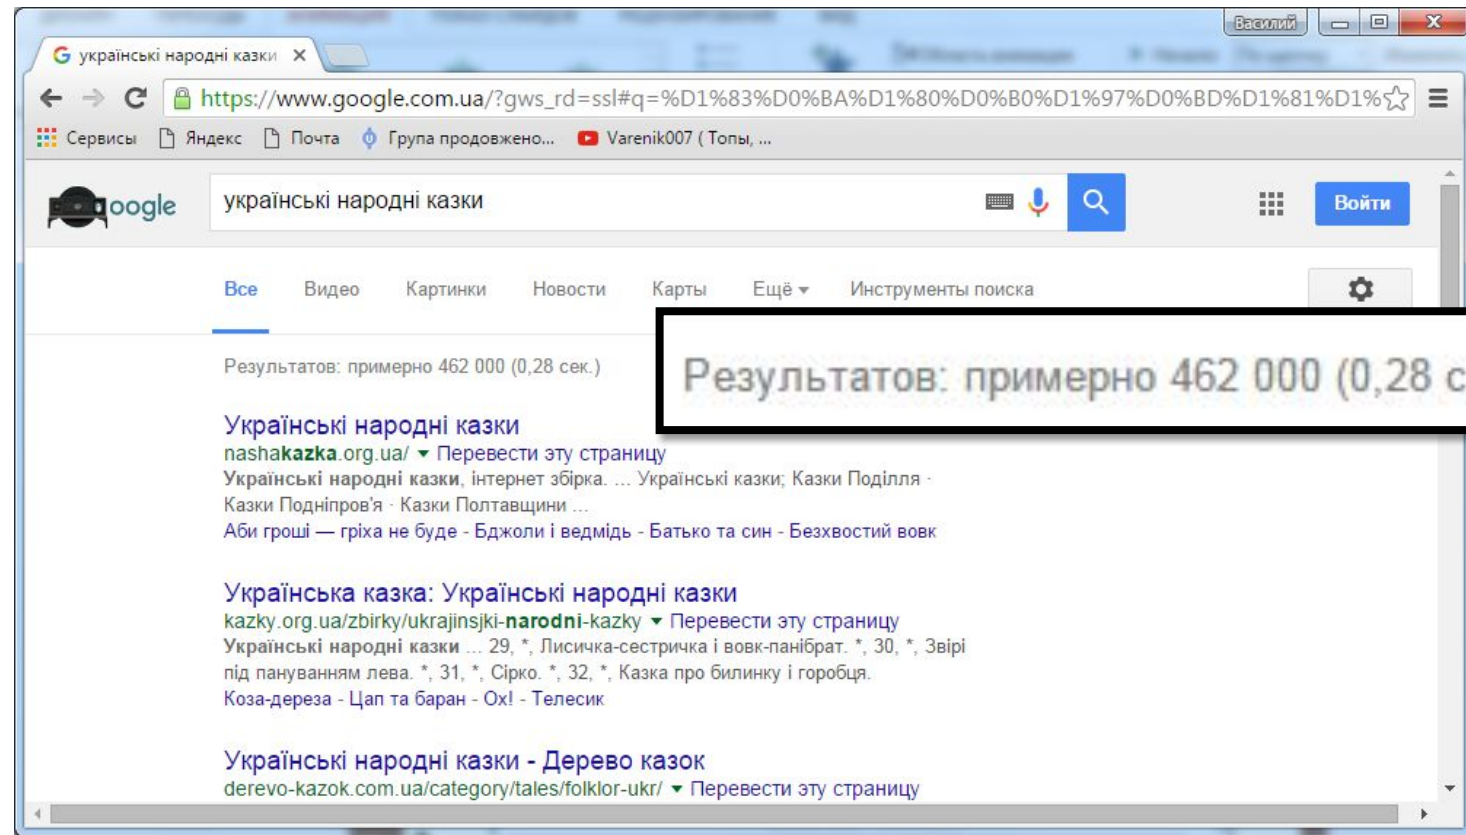 Василий
українські народні казки
https://www.google.com.ua/?gws_rd=ssl#q=%D1%83%D0%BA%D1%80%D0%B0%D1%97%D0%BD%D1%81%D1%
Сервисы Яндекс Почта Група продовжено... Varenik007 ( Топы, ...
oogle українські народні казки Войти
Все Видео Картинки Новости Карты Ещё Инструменты поиска
Результатов: примерно 462 000 (0,28 сек.)
Результатов: примерно 462 000 (0,28 с
Українські народні казки
nashakazka.org.ua/ Перевести эту страницу
Українські народні казки, інтернет збірка. ... Українські казки; Казки Поділля ·
Казки Подніпров'я · Казки Полтавщини ...
Аби гроші — гріха не буде - Бджоли і ведмідь - Батько та син - Безхвостий вовк
Українська казка: Українські народні казки
kazky.org.ua/zbirky/ukrajinsjki-narodni-kazky Перевести эту страницу
Українські народні казки ... 29, *, Лисичка-сестричка і вовк-панібрат. *, 30, *, Звірі
під пануванням лева. *, 31, *, Сірко. *, 32, *, Казка про билинку і горобця.
Коза-дереза - Цап та баран - Ох! - Телесик
Українські народні казки - Дерево казок
derevo-kazok.com.ua/category/tales/folklor-ukr/ Перевести эту страницу